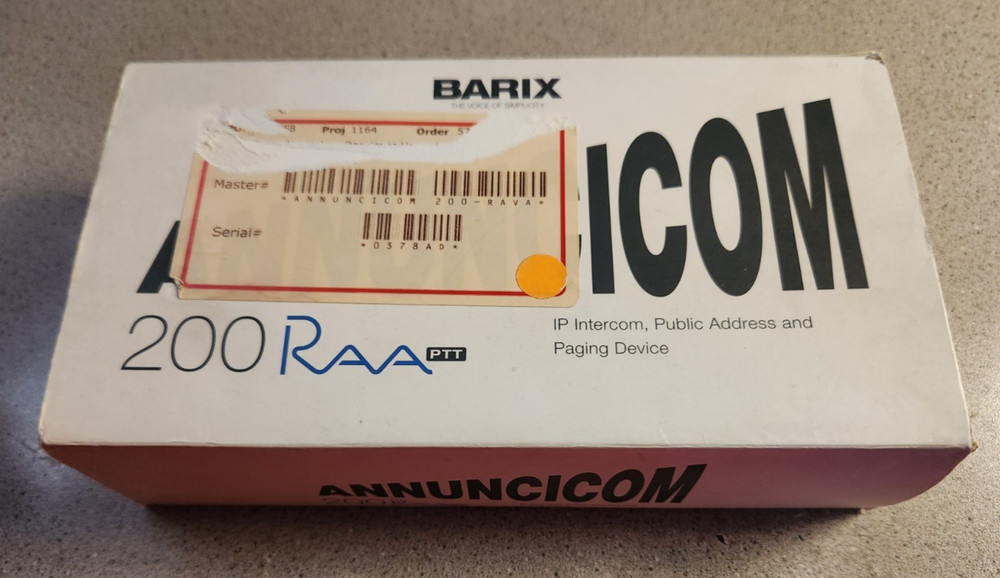 BARIX
THE VOICE OF SIMPLICITY
Proj 1164 Order
Master#
*ANNUNCICOM 200-RAVA*
Serial#
*0378AD*
ANNUNCICOM
200 RAA PTT
IP Intercom, Public Address and
Paging Device
ANNUNCICOM